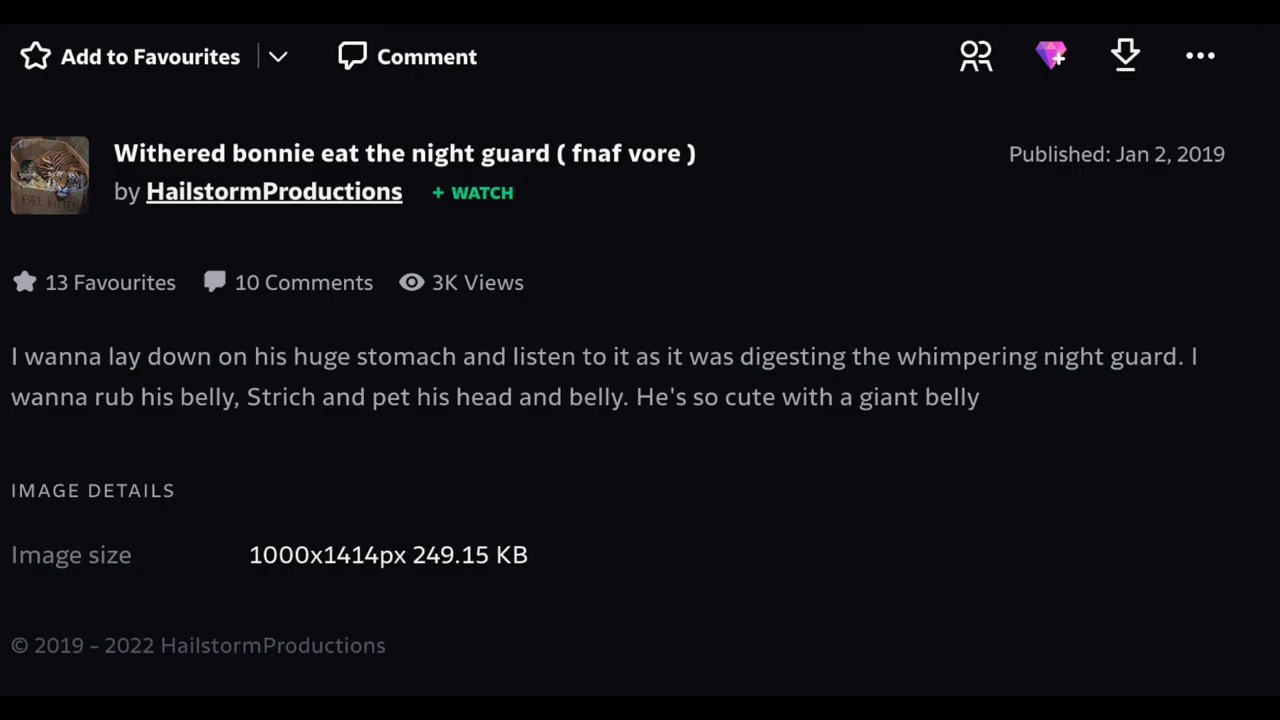 Add to Favourites Comment
Withered bonnie eat the night guard ( fnaf vore )
Published: Jan 2, 2019
by HailstormProductions + WATCH
FREE KITTEN
13 Favourites 10 Comments 3K Views
I wanna lay down on his huge stomach and listen to it as it was digesting the whimpering night guard. I
wanna rub his belly, Strich and pet his head and belly. He's so cute with a giant belly
IMAGE DETAILS
Image size 1000x1414px 249.15 KB
© 2019 - 2022 HailstormProductions